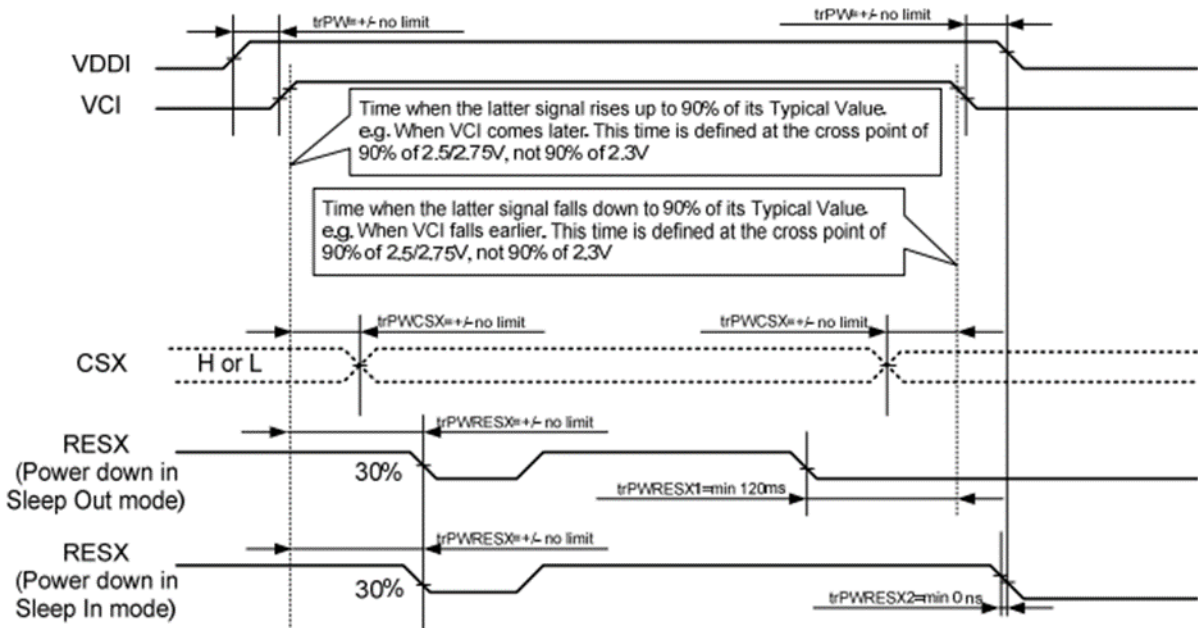 trPW=+/- no limit
trPW=+/- no limit
VDDI
VCI
Time when the latter signal rises up to 90% of its Typical Value.
e.g. When VCI comes later. This time is defined at the cross point of
90% of 2.5/2.75V, not 90% of 2.3V
Time when the latter signal falls down to 90% of its Typical Value.
e.g. When VCI falls earlier. This time is defined at the cross point of
90% of 2.5/2.75V, not 90% of 2.3V
trPWCSX=+/- no limit
trPWCSX=+/- no limit
CSX
H or L
trPWRESX=+/- no limit
RESX
(Power down in
Sleep Out mode)
30%
trPWRESX1=min 120ms
trPWRESX=+/- no limit
RESX
(Power down in
Sleep In mode)
30%
trPWRESX2=min 0 ns